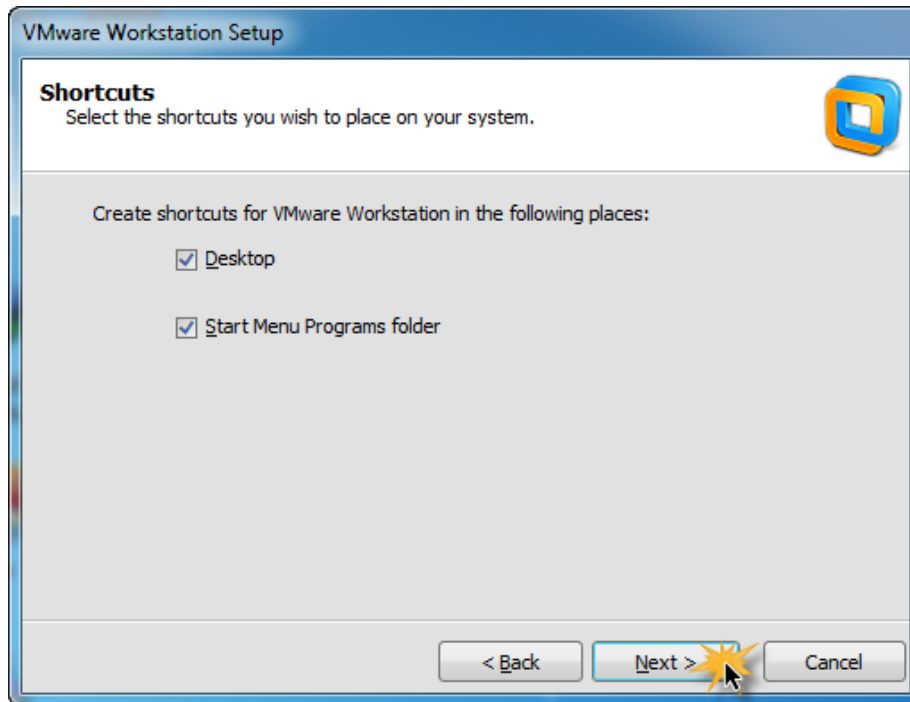 VMware Workstation Setup
Shortcuts
Select the shortcuts you wish to place on your system.
Create shortcuts for VMware Workstation in the following places:
Desktop
Start Menu Programs folder
< Back Next > Cancel